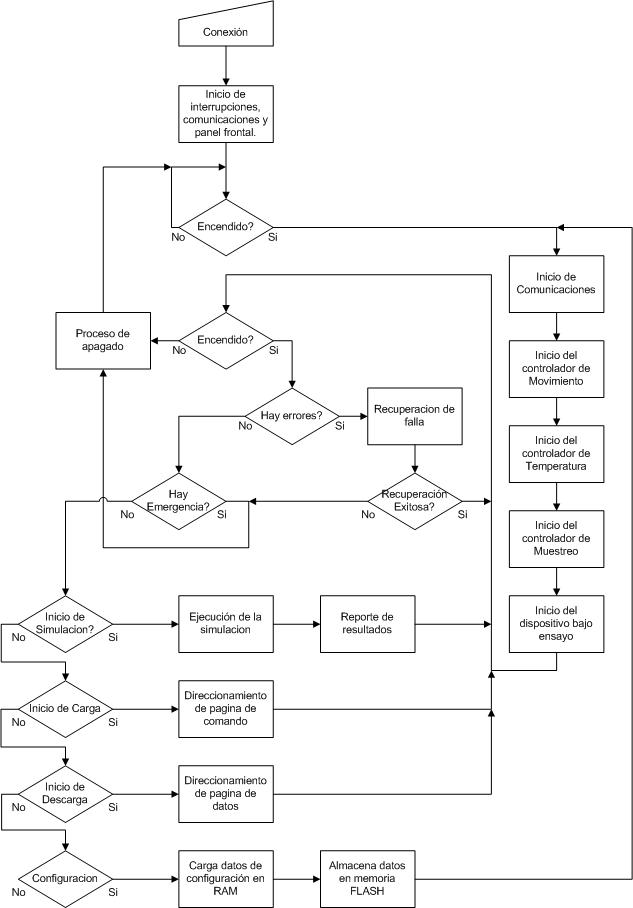 Conexión
Inicio de
interrupciones,
comunicaciones y
panel frontal.
Encendido?
No
Si
Inicio de
Comunicaciones
Proceso de
apagado
Encendido?
No
Si
Inicio del
controlador de
Movimiento
Hay errores?
No
Si
Recuperacion de
falla
Inicio del
controlador de
Temperatura
Hay
Emergencia?
No
Si
Recuperación
Exitosa?
No
Si
Inicio del
controlador de
Muestreo
Inicio de
Simulacion?
No
Si
Ejecución de la
simulacion
Reporte de
resultados
Inicio del
dispositivo bajo
ensayo
Inicio de Carga
No
Si
Direccionamiento
de pagina de
comando
Inicio de
Descarga
No
Si
Direccionamiento
de pagina de
datos
Configuracion
No
Si
Carga datos de
configuración en
RAM
Almacena datos
en memoria
FLASH